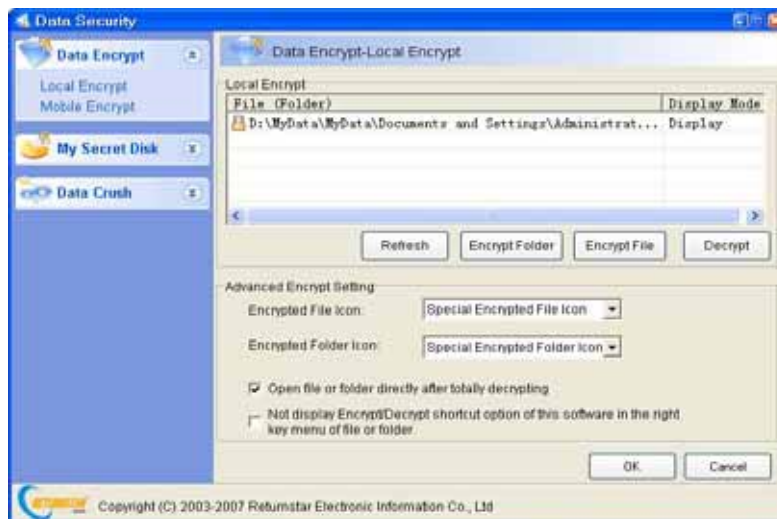 Data Security
Data Encrypt
Local Encrypt
Mobile Encrypt
My Secret Disk
Data Crush
Data Encrypt-Local Encrypt
Local Encrypt
File (Folder) Display Mode
D:\MyData\MyData\Documents and Settings\Administrat... Display
Refresh Encrypt Folder Encrypt File Decrypt
Advanced Encrypt Setting
Encrypted File Icon: Special Encrypted File Icon
Encrypted Folder Icon: Special Encrypted Folder Icon
Open file or folder directly after totally decrypting
Not display Encrypt/Decrypt shortcut option of this software in the right
key menu of file or folder
OK Cancel
Copyright (C) 2003-2007 Returnstar Electronic Information Co., Ltd